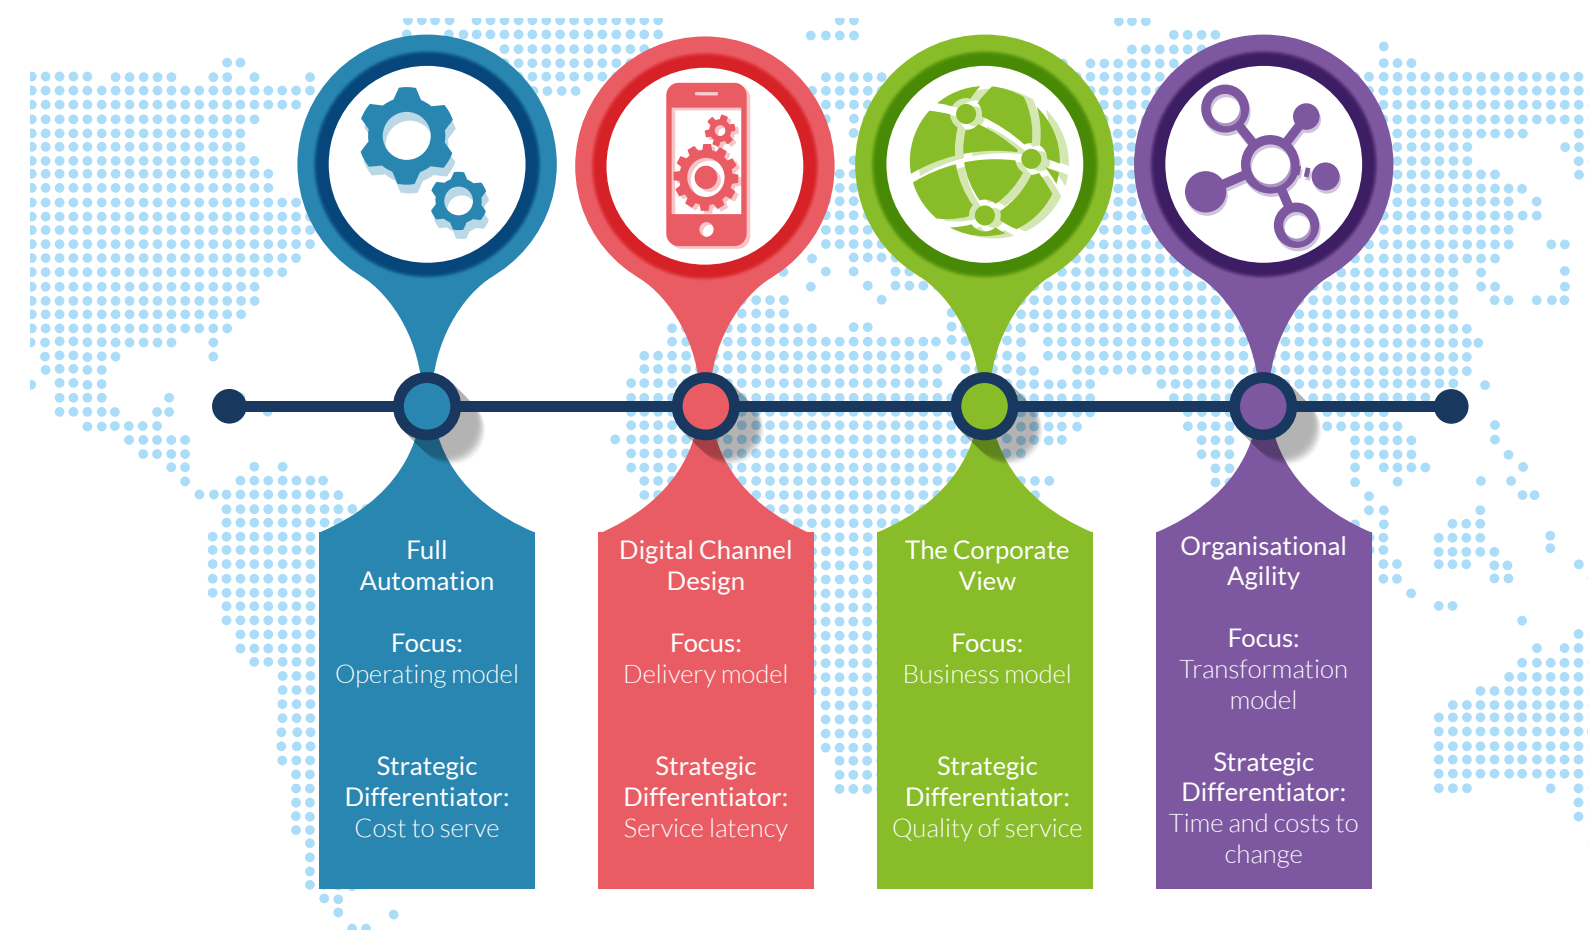 Full
Automation
Focus:
Operating model
Strategic
Differentiator:
Cost to serve
Digital Channel
Design
Focus:
Delivery model
Strategic
Differentiator:
Service latency
The Corporate
View
Focus:
Business model
Strategic
Differentiator:
Quality of service
Organisational
Agility
Focus:
Transformation
model
Strategic
Differentiator:
Time and costs to
change